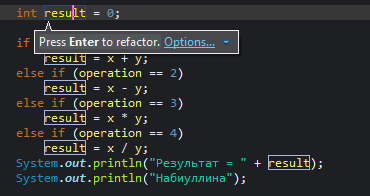 int result = 0;
Press Enter to refactor. Options...
if
result = x + y;
else if (operation == 2)
result = x - y;
else if (operation == 3)
result = x * y;
else if (operation == 4)
result = x / y;
System.out.println("Результат = " + result);
System.out.println("Набиуллина");